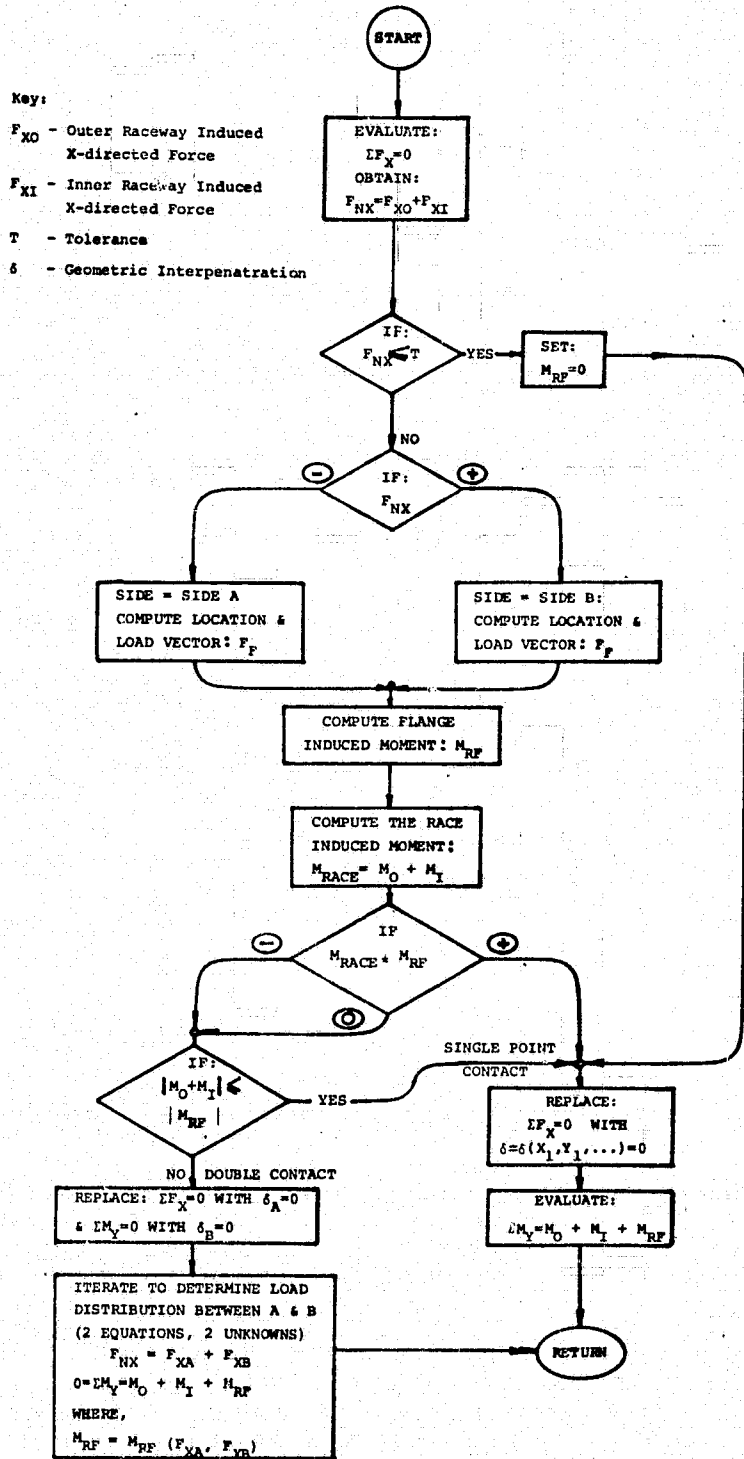 START
Key:
F_XO - Outer Raceway Induced
X-directed Force
F_XI - Inner Raceway Induced
X-directed Force
T - Tolerance
δ - Geometric Interpenatration
EVALUATE:
ΣF_X=0
OBTAIN:
F_NX=F_XO+F_XI
IF:
F_NX ⩽ T
YES
SET:
M_RF=0
NO
−
IF:
F_NX
+
SIDE = SIDE A
COMPUTE LOCATION &
LOAD VECTOR: F_F
SIDE = SIDE B:
COMPUTE LOCATION &
LOAD VECTOR: F_F
COMPUTE FLANGE
INDUCED MOMENT: M_RF
COMPUTE THE RACE
INDUCED MOMENT:
M_RACE= M_O + M_I
−
IF
M_RACE * M_RF
+
O
IF:
|M_O+M_I| ⩽
|M_RF|
YES
SINGLE POINT
CONTACT
NO, DOUBLE CONTACT
REPLACE: ΣF_X=0 WITH δ_A=0
& ΣM_Y=0 WITH δ_B=0
REPLACE:
ΣF_X=0 WITH
δ=δ(X_1,Y_1,...)=0
EVALUATE:
ΣM_Y=M_O + M_I + M_RF
ITERATE TO DETERMINE LOAD
DISTRIBUTION BETWEEN A & B
(2 EQUATIONS, 2 UNKNOWNS)
F_NX = F_XA + F_XB
0=ΣM_Y=M_O + M_I + M_RF
WHERE,
M_RF = M_RF (F_XA, F_XB)
RETURN